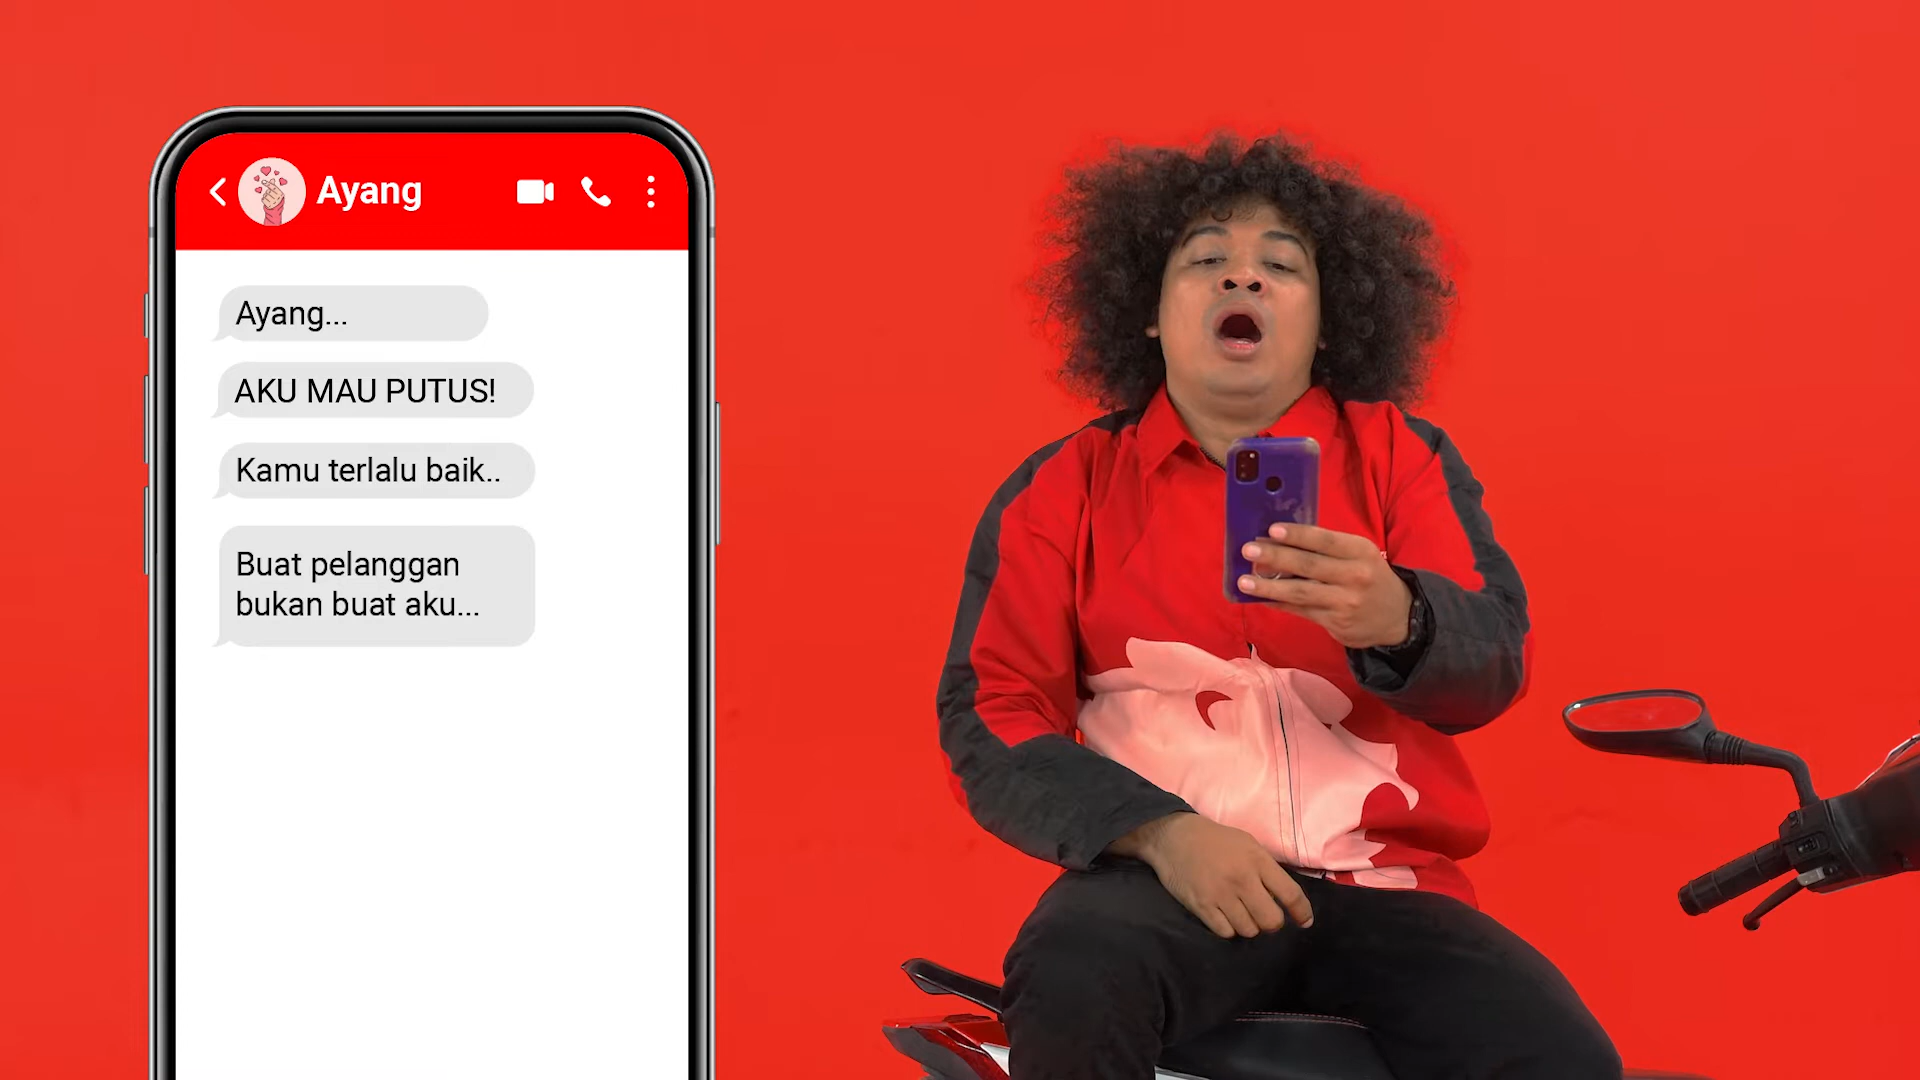 Ayang
Ayang...
AKU MAU PUTUS!
Kamu terlalu baik..
Buat pelanggan
bukan buat aku...